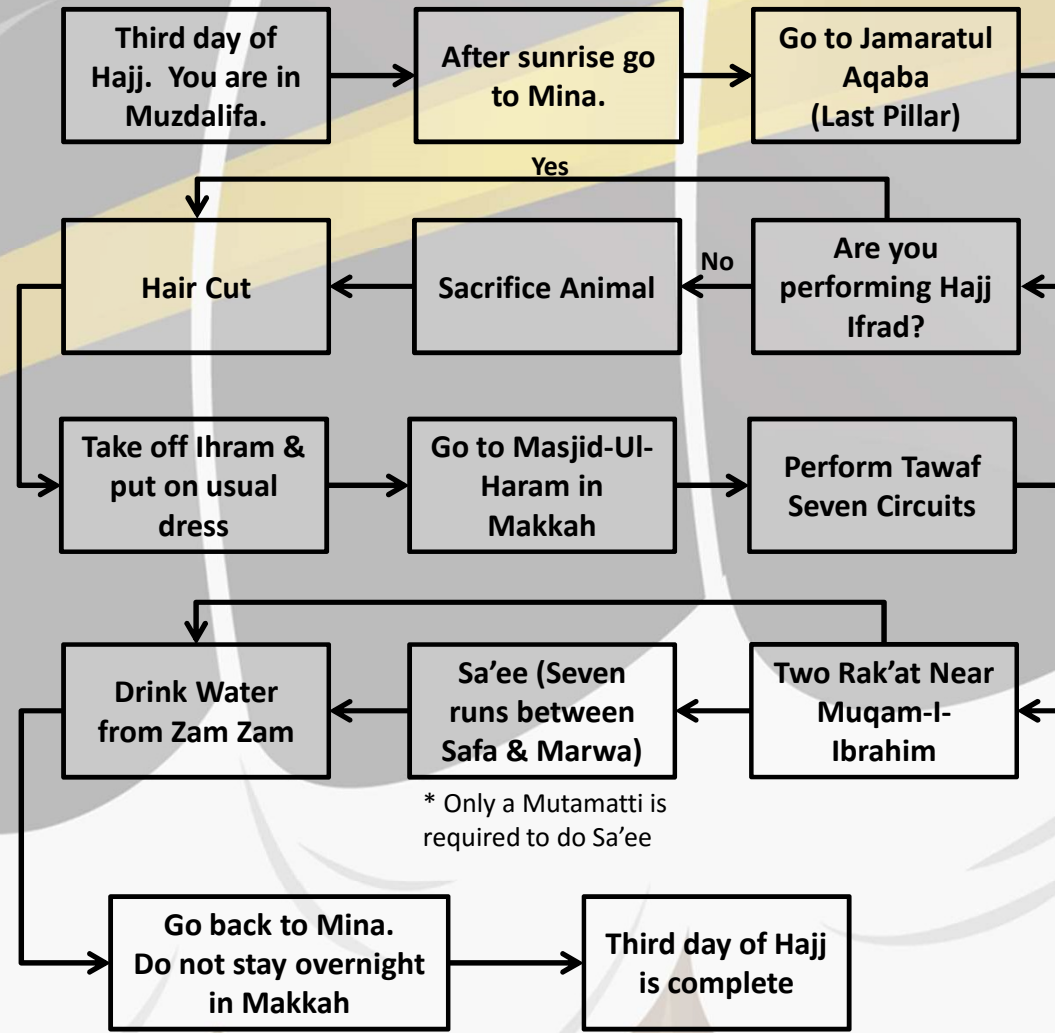 Third day of
Hajj.  You are in
Muzdalifa.
After sunrise go
to Mina.
Go to Jamaratul
Aqaba
(Last Pillar)
Yes
Hair Cut
Sacrifice Animal
No
Are you
performing Hajj
Ifrad?
Take off Ihram &
put on usual
dress
Go to Masjid-Ul-
Haram in
Makkah
Perform Tawaf
Seven Circuits
Drink Water
from Zam Zam
Sa’ee (Seven
runs between
Safa & Marwa)
Two Rak’at Near
Muqam-I-
Ibrahim
* Only a Mutamatti is
required to do Sa’ee
Go back to Mina.
Do not stay overnight
in Makkah
Third day of Hajj
is complete